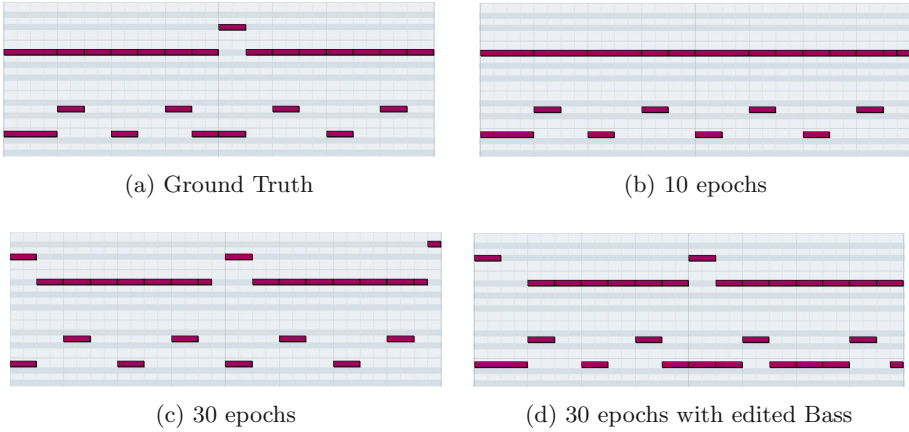 (a) Ground Truth
(b) 10 epochs
(c) 30 epochs
(d) 30 epochs with edited Bass